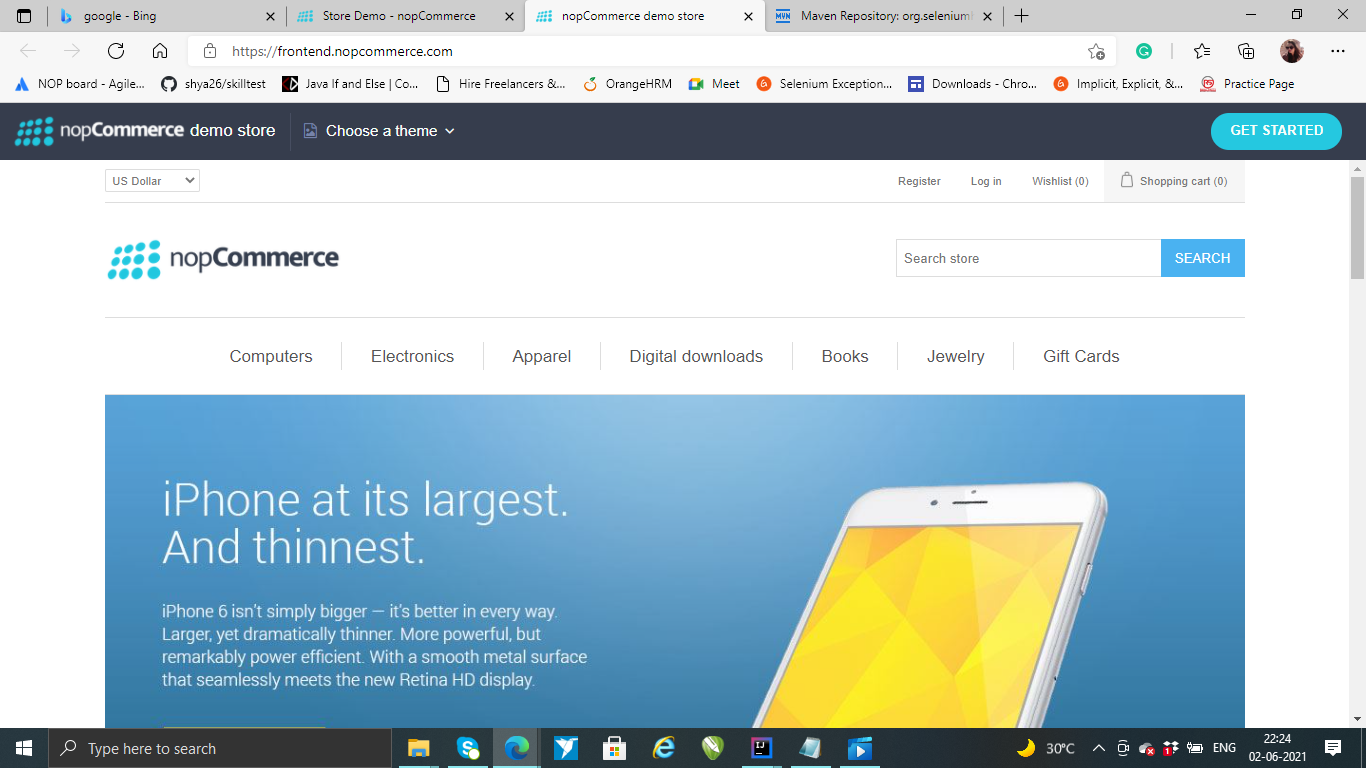 google - Bing
Store Demo - nopCommerce
nopCommerce demo store
Maven Repository: org.selenium
https://frontend.nopcommerce.com
NOP board - Agile...
shya26/skilltest
Java If and Else | Co...
Hire Freelancers &...
OrangeHRM
Meet
Selenium Exception...
Downloads - Chro...
Implicit, Explicit, &...
Practice Page
nopCommerce demo store
Choose a theme
GET STARTED
US Dollar
Register
Log in
Wishlist (0)
Shopping cart (0)
nopCommerce
Search store
SEARCH
Computers
Electronics
Apparel
Digital downloads
Books
Jewelry
Gift Cards
iPhone at its largest.
And thinnest.
iPhone 6 isn't simply bigger — it's better in every way.
Larger, yet dramatically thinner. More powerful, but
remarkably power efficient. With a smooth metal surface
that seamlessly meets the new Retina HD display.
Type here to search
30°C
ENG
22:24
02-06-2021